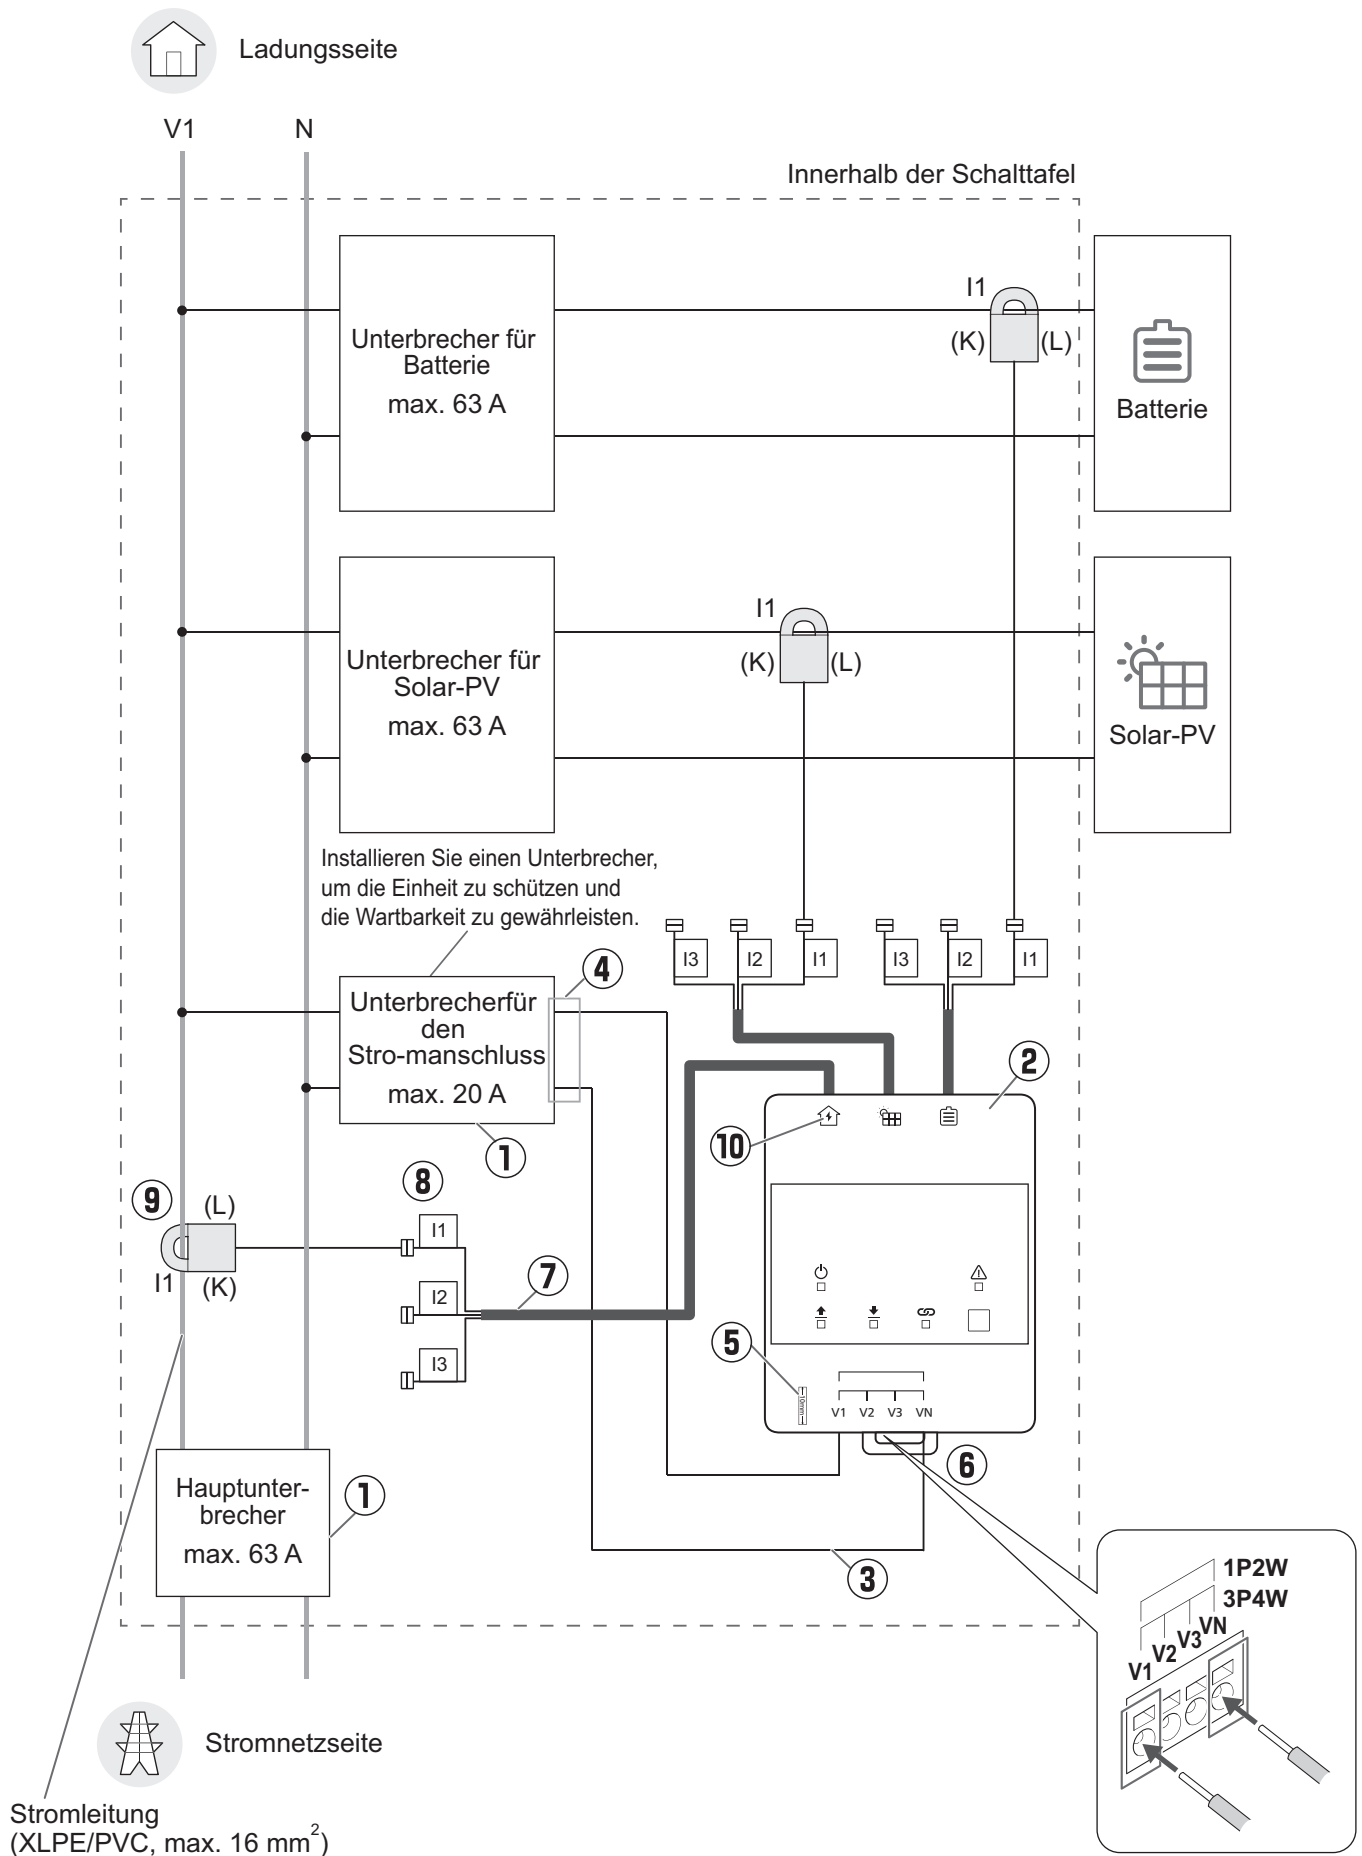 Ladungsseite
V1
N
Innerhalb der Schalttafel
I1
(K)
(L)
Unterbrecher für
Batterie
max. 63 A
Batterie
I1
(K)
(L)
Unterbrecher für
Solar-PV
max. 63 A
Solar-PV
Installieren Sie einen Unterbrecher,
um die Einheit zu schützen und
die Wartbarkeit zu gewährleisten.
I3
I2
I1
I3
I2
I1
4
Unterbrecherfür
den
Stro-manschluss
max. 20 A
2
10
1
8
9
(L)
I1
(K)
I1
I2
I3
7
5
10mm
V1
V2
V3
VN
6
Hauptunter-
brecher
max. 63 A
1
3
1P2W
3P4W
V1
V2
V3
VN
Stromnetzseite
Stromleitung
(XLPE/PVC, max. 16 mm²)